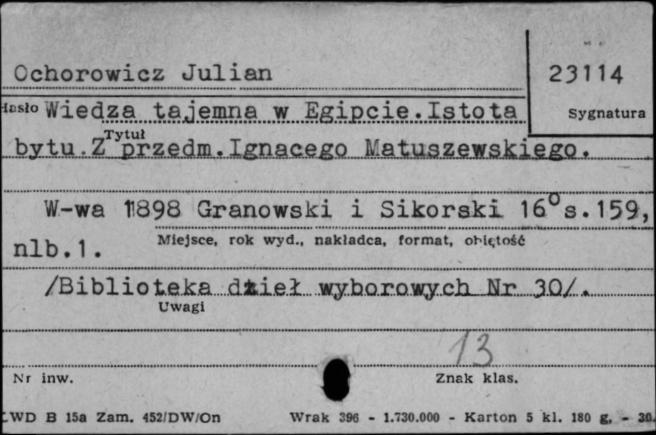 Ochorowicz Julian
23114
Hasło Wiedza tajemna w Egipcie.Istota
Sygnatura
Tytuł
bytu.Z przedm.Ignacego Matuszewskiego.
W-wa 1898 Granowski i Sikorski 16° s.159,
Miejsce, rok wyd., nakładca, format, objętość
nlb.1.
/Biblioteka dzieł wyborowych Nr 30/.
Uwagi
13
Nr inw.
Znak klas.
ŁWD B 15a Zam. 452/DW/On Wrak 396 - 1.730.000 - Karton 5 kl. 180 g. - 30.